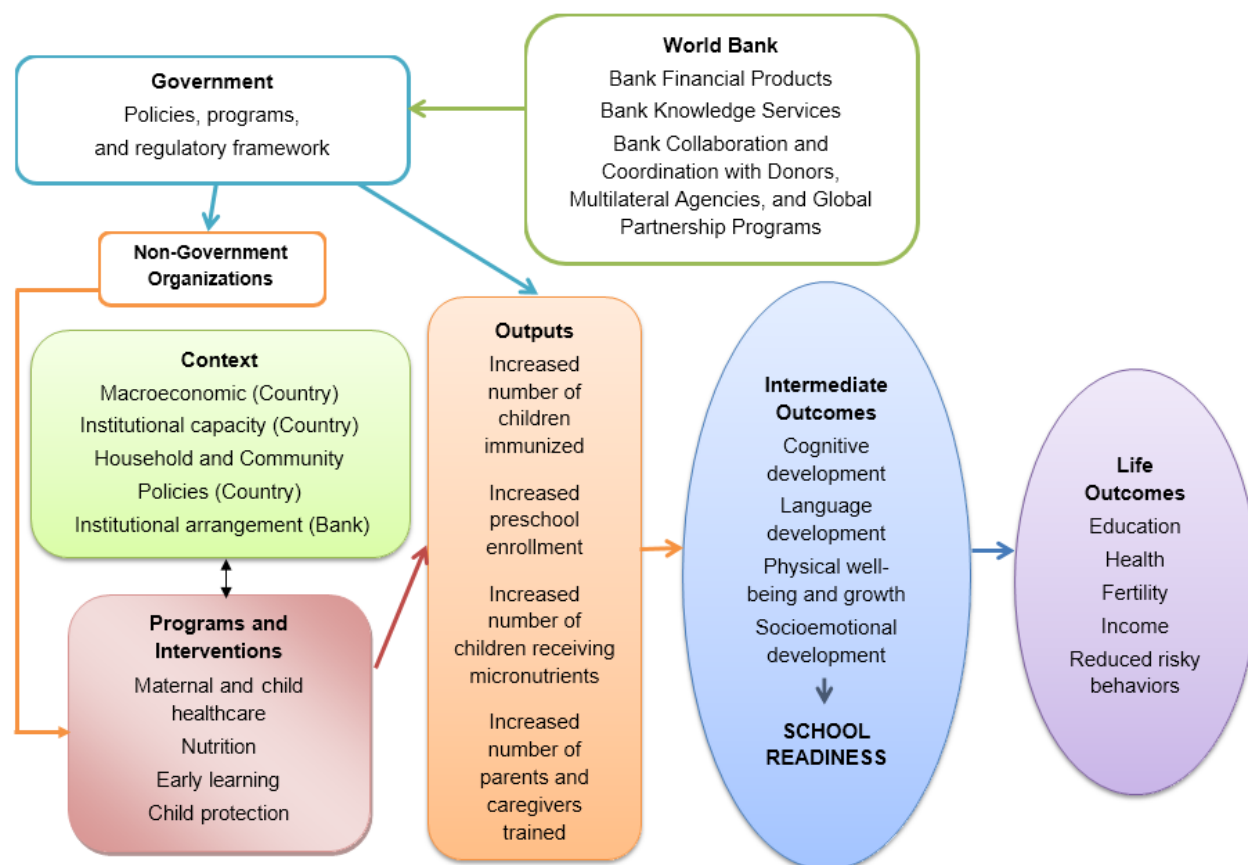 Government
Policies, programs,
and regulatory framework
World Bank
Bank Financial Products
Bank Knowledge Services
Bank Collaboration and
Coordination with Donors,
Multilateral Agencies, and Global
Partnership Programs
Non-Government
Organizations
Context
Macroeconomic (Country)
Institutional capacity (Country)
Household and Community
Policies (Country)
Institutional arrangement (Bank)
Programs and
Interventions
Maternal and child
healthcare
Nutrition
Early learning
Child protection
Outputs
Increased
number of
children
immunized
Increased
preschool
enrollment
Increased
number of
children receiving
micronutrients
Increased
number of
parents and
caregivers
trained
Intermediate
Outcomes
Cognitive
development
Language
development
Physical well-
being and growth
Socioemotional
development
SCHOOL
READINESS
Life
Outcomes
Education
Health
Fertility
Income
Reduced risky
behaviors